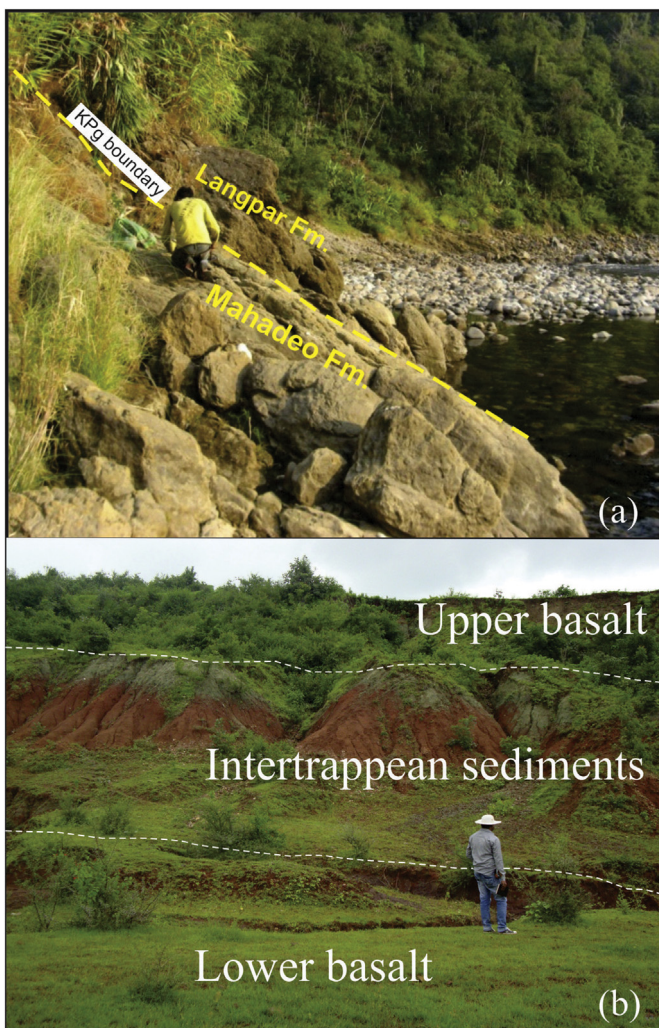 KPg boundary
Langpar Fm.
Mahadeo Fm.
(a)
Upper basalt
Intertrappean sediments
Lower basalt
(b)